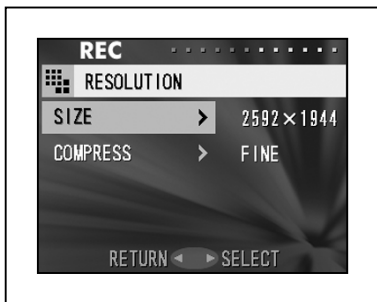 REC
RESOLUTION
SIZE > 2592×1944
COMPRESS > FINE
RETURN ◀ ▶ SELECT